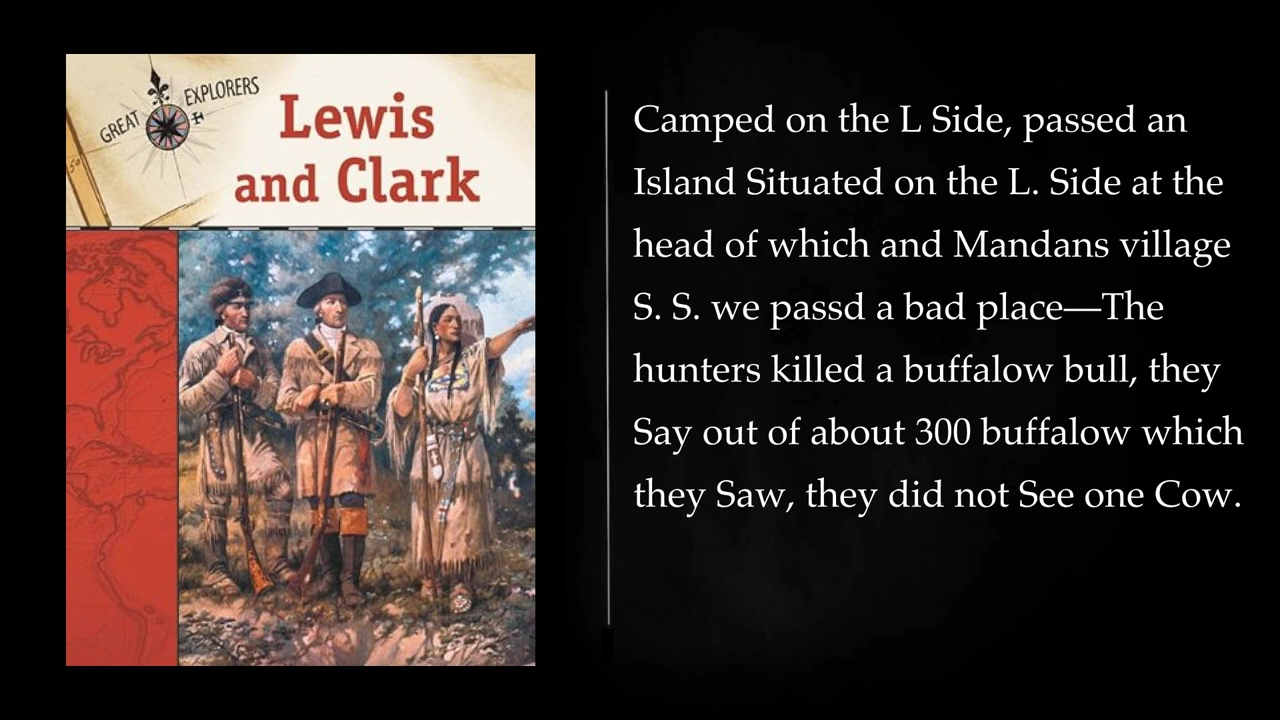 GREAT EXPLORERS
Lewis
and Clark
50
Camped on the L Side, passed an
Island Situated on the L. Side at the
head of which and Mandans village
S. S. we passd a bad place—The
hunters killed a buffalow bull, they
Say out of about 300 buffalow which
they Saw, they did not See one Cow.